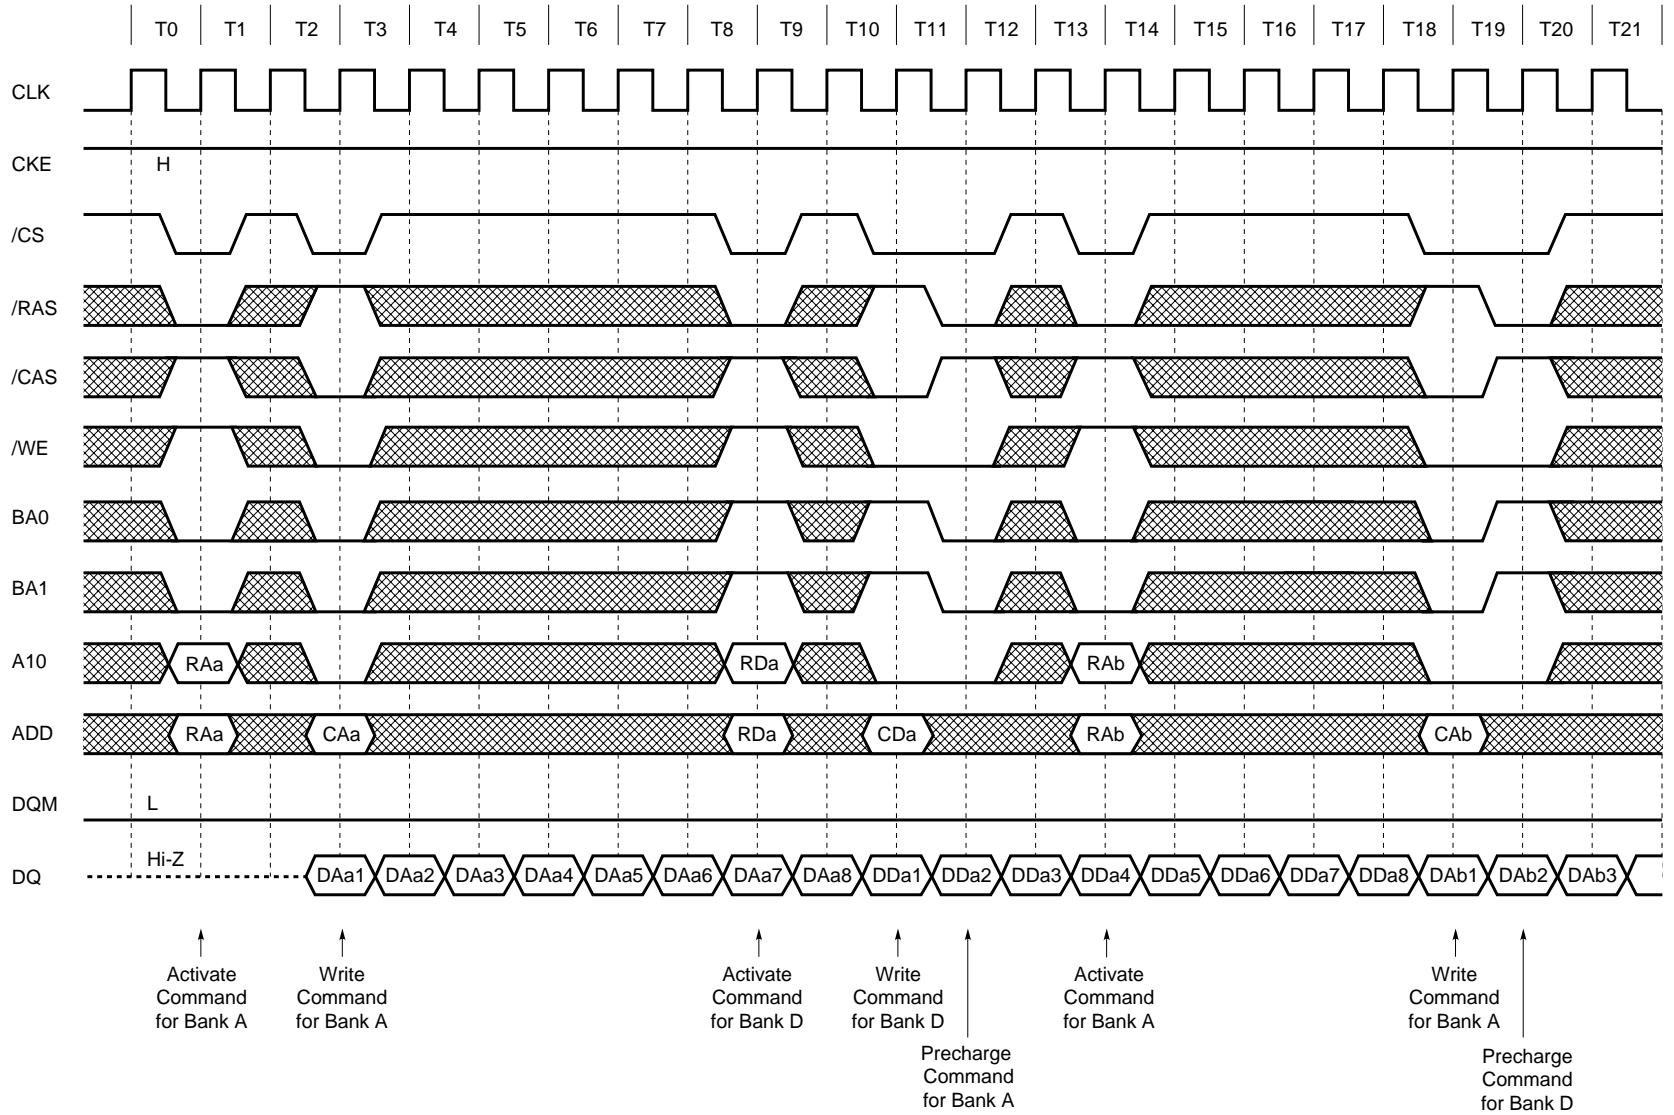 T0 T1 T2 T3 T4 T5 T6 T7 T8 T9 T10 T11 T12 T13 T14 T15 T16 T17 T18 T19 T20 T21
CLK
CKE H
/CS
/RAS
/CAS
/WE
BA0
BA1
A10 RAa RDa RAb
ADD RAa CAa RDa CDa RAb CAb
DQM L
DQ Hi-Z DAa1 DAa2 DAa3 DAa4 DAa5 DAa6 DAa7 DAa8 DDa1 DDa2 DDa3 DDa4 DDa5 DDa6 DDa7 DDa8 DAb1 DAb2 DAb3
Activate
Command
for Bank A
Write
Command
for Bank A
Activate
Command
for Bank D
Write
Command
for Bank D
Precharge
Command
for Bank A
Activate
Command
for Bank A
Write
Command
for Bank A
Precharge
Command
for Bank D